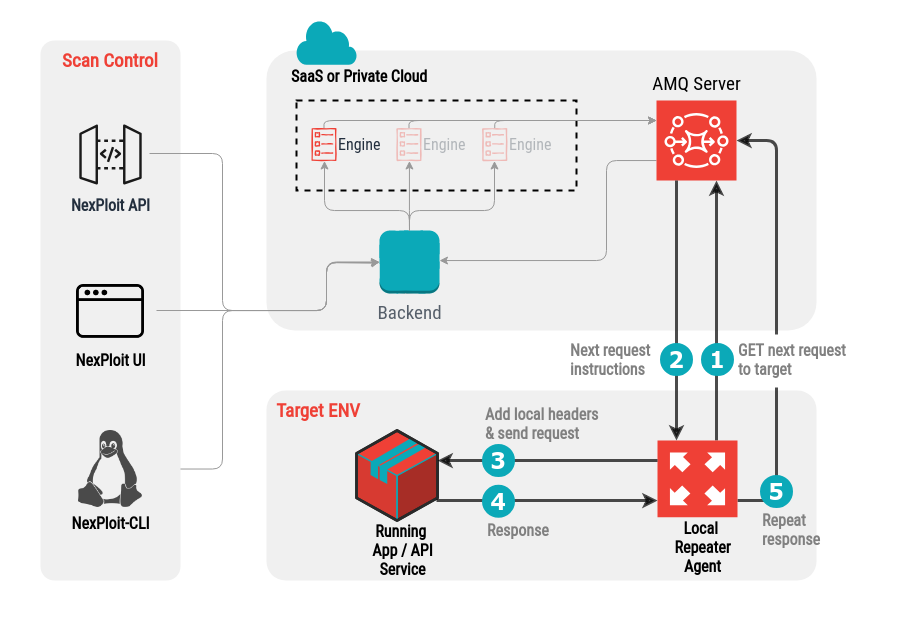 Scan Control
</>
NexPloit API
NexPloit UI
NexPloit-CLI
SaaS or Private Cloud
Engine
Engine
Engine
Backend
AMQ Server
Next request
instructions
2
1
GET next request
to target
Target ENV
Add local headers
& send request
3
4
Response
5
Repeat
response
Running
App / API
Service
Local
Repeater
Agent